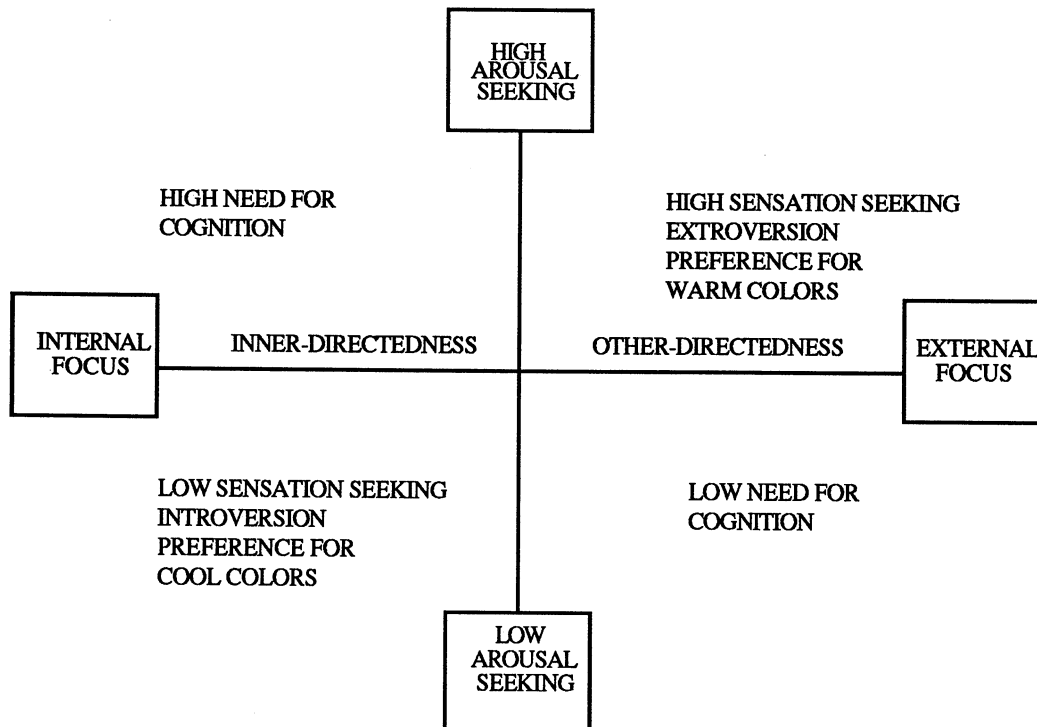 HIGH
AROUSAL
SEEKING
HIGH NEED FOR
COGNITION
HIGH SENSATION SEEKING
EXTROVERSION
PREFERENCE FOR
WARM COLORS
INTERNAL
FOCUS
INNER-DIRECTEDNESS
OTHER-DIRECTEDNESS
EXTERNAL
FOCUS
LOW SENSATION SEEKING
INTROVERSION
PREFERENCE FOR
COOL COLORS
LOW NEED FOR
COGNITION
LOW
AROUSAL
SEEKING